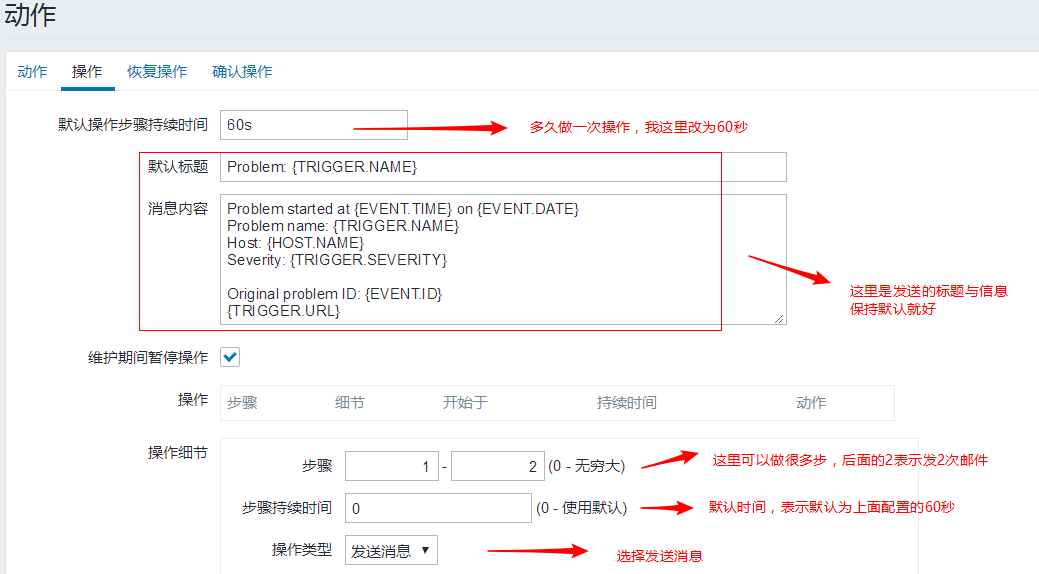 动作
动作 操作 恢复操作 确认操作
默认操作步骤持续时间 60s 多久做一次操作，我这里改为60秒
默认标题 Problem: {TRIGGER.NAME}
消息内容 Problem started at {EVENT.TIME} on {EVENT.DATE}
Problem name: {TRIGGER.NAME}
Host: {HOST.NAME}
Severity: {TRIGGER.SEVERITY}
Original problem ID: {EVENT.ID}
{TRIGGER.URL}
这里是发送的标题与信息
保持默认就好
维护期间暂停操作
操作 步骤 细节 开始于 持续时间 动作
操作细节
步骤 1 - 2 (0 - 无穷大) 这里可以做很多步，后面的2表示发2次邮件
步骤持续时间 0 (0 - 使用默认) 默认时间，表示默认为上面配置的60秒
操作类型 发送消息 选择发送消息